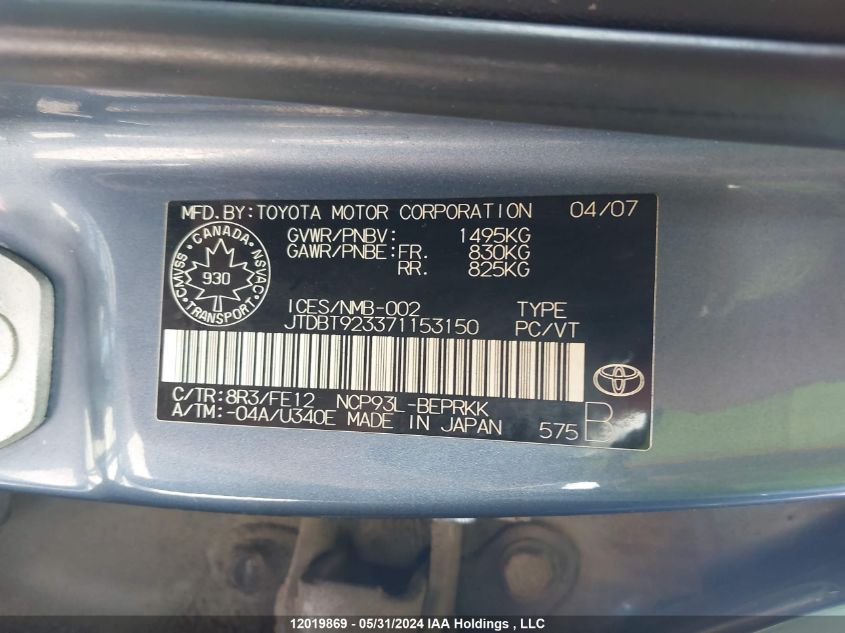 MFD.BY:TOYOTA MOTOR CORPORATION 04/07
GVWR/PNBV: 1495KG
GAWR/PNBE:FR. 830KG
RR. 825KG
CANADA
CMVSS 930 NSVAC
TRANSPORT
ICES/NMB-002 TYPE
JTDBT923371153150 PC/VT
C/TR:8R3/FE12 NCP93L-BEPRKK
A/TM:-04A/U340E MADE IN JAPAN 575 B
12019869 - 05/31/2024 IAA Holdings , LLC